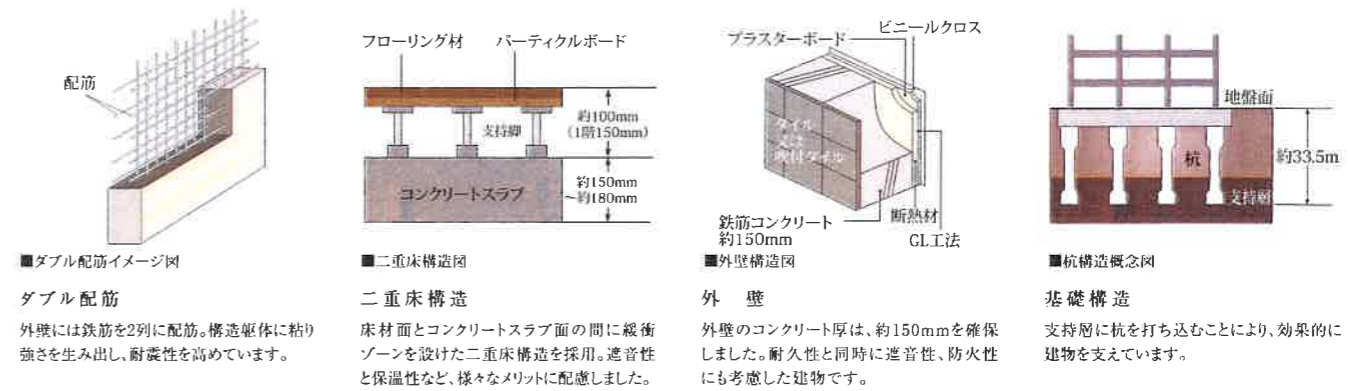 配筋
■ダブル配筋イメージ図
ダブル配筋
外壁には鉄筋を2列に配筋。構造躯体に粘り
強さを生み出し、耐震性を高めています。
フローリング材
パーティクルボード
支持脚
約100mm
(1階150mm)
コンクリートスラブ
約150mm
約180mm
■二重床構造図
二重床構造
床材面とコンクリートスラブ面の間に緩衝
ゾーンを設けた二重床構造を採用。遮音性
と保温性など、様々なメリットに配慮しました。
ビニールクロス
プラスターボード
タイル
又は
吹付タイル
鉄筋コンクリート
約150mm
断熱材
GL工法
■外壁構造図
外 壁
外壁のコンクリート厚は、約150mmを確保
しました。耐久性と同時に遮音性、防火性
にも考慮した建物です。
地盤面
杭
約33.5m
支持層
■杭構造概念図
基礎構造
支持層に杭を打ち込むことにより、効果的に
建物を支えています。